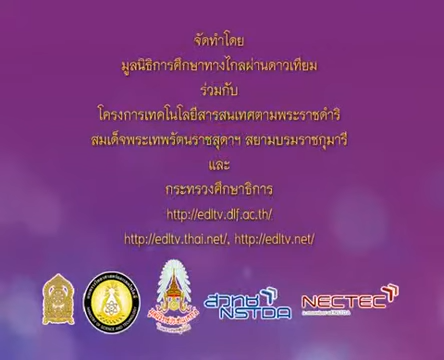 จัดทำโดย
มูลนิธิการศึกษาทางไกลผ่านดาวเทียม
ร่วมกับ
โครงการเทคโนโลยีสารสนเทศตามพระราชดำริ
สมเด็จพระเทพรัตนราชสุดาฯ สยามบรมราชกุมารี
และ
กระทรวงศึกษาธิการ
http://edltv.dlf.ac.th/
http://edltv.thai.net/, http://edltv.net/
สวทช
NSTDA
NECTEC